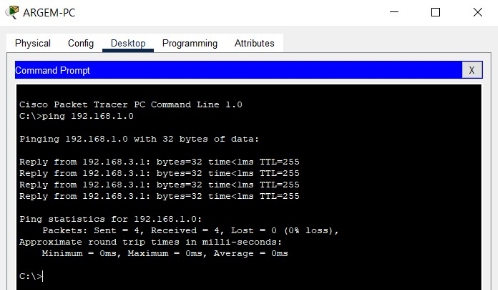 ARGEM-PC
Physical Config Desktop Programming Attributes
Command Prompt X
Cisco Packet Tracer PC Command Line 1.0
C:\>ping 192.168.1.0
Pinging 192.168.1.0 with 32 bytes of data:
Reply from 192.168.3.1: bytes=32 time<1ms TTL=255
Reply from 192.168.3.1: bytes=32 time<1ms TTL=255
Reply from 192.168.3.1: bytes=32 time<1ms TTL=255
Reply from 192.168.3.1: bytes=32 time<1ms TTL=255
Ping statistics for 192.168.1.0:
Packets: Sent = 4, Received = 4, Lost = 0 (0% loss),
Approximate round trip times in milli-seconds:
Minimum = 0ms, Maximum = 0ms, Average = 0ms
C:\>